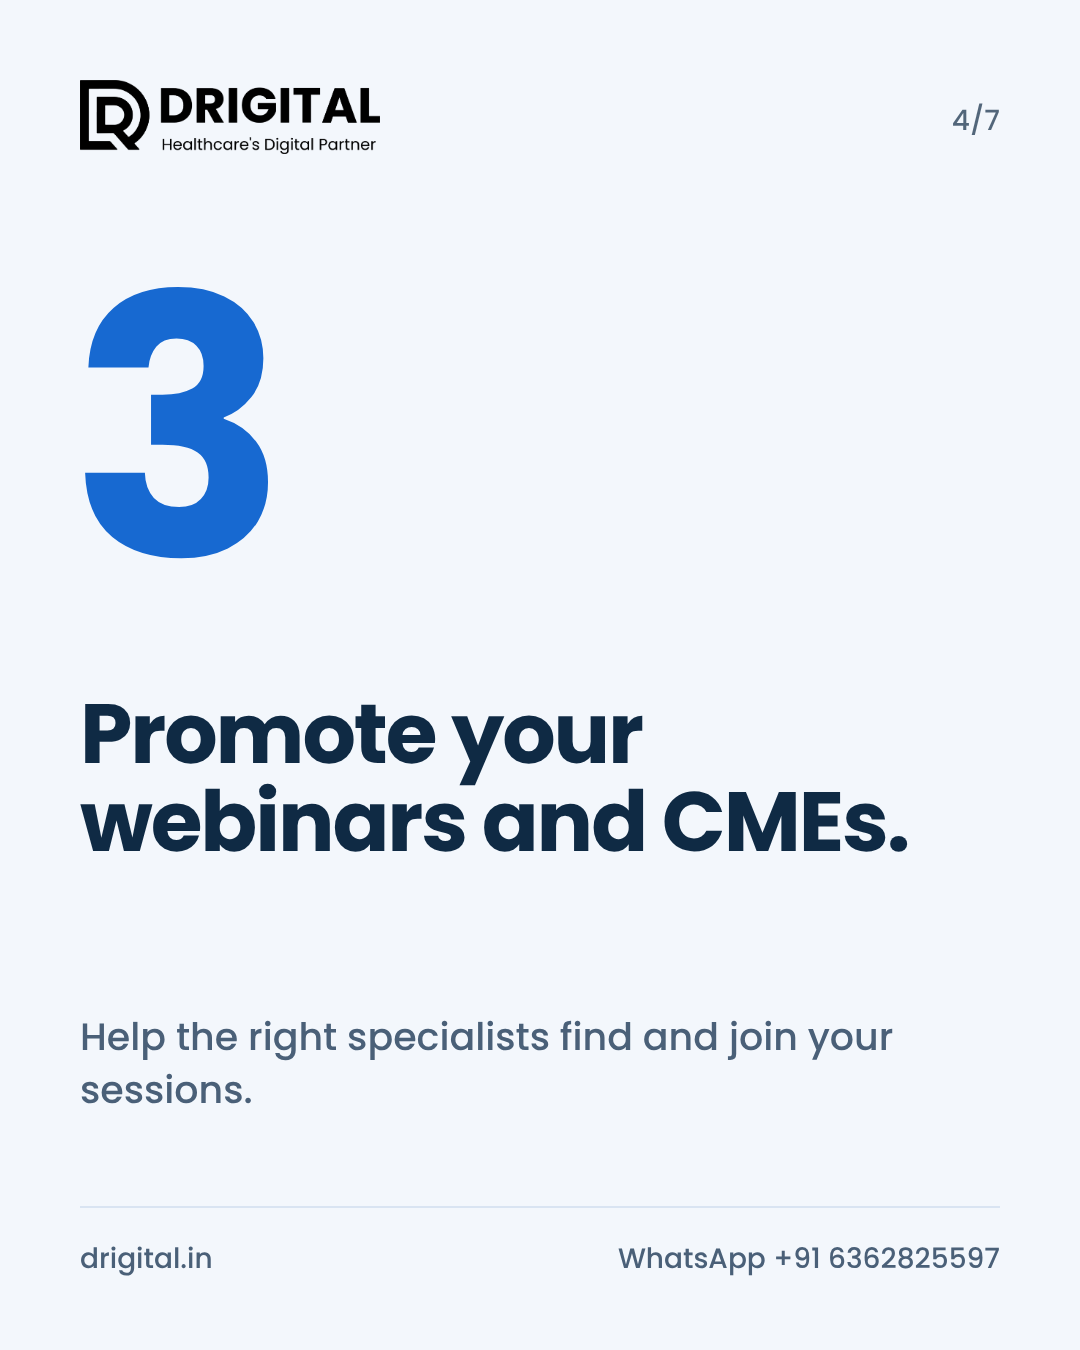 DRIGITAL
Healthcare's Digital Partner
4/7
3
Promote your
webinars and CMEs.
Help the right specialists find and join your
sessions.
drigital.in
WhatsApp +91 6362825597